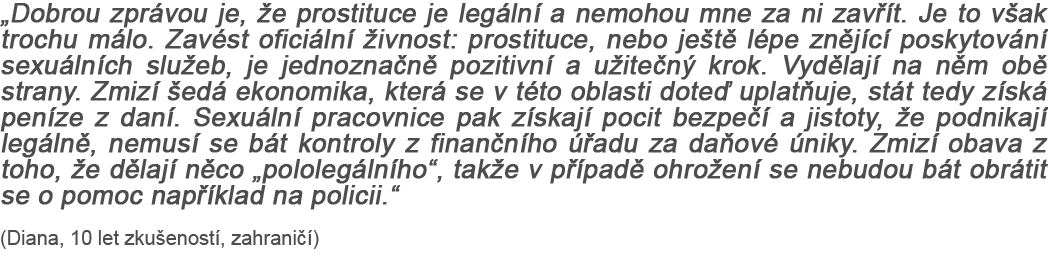 „Dobrou zprávou je, že prostituce je legální a nemohou mne za ni zavřít. Je to však
trochu málo. Zavést oficiální živnost: prostituce, nebo ještě lépe znějící poskytování
sexuálních služeb, je jednoznačně pozitivní a užitečný krok. Vydělají na něm obě
strany. Zmizí šedá ekonomika, která se v této oblasti doteď uplatňuje, stát tedy získá
peníze z daní. Sexuální pracovnice pak získají pocit bezpečí a jistoty, že podnikají
legálně, nemusí se bát kontroly z finančního úřadu za daňové úniky. Zmizí obava z
toho, že dělají něco „pololegálního“, takže v případě ohrožení se nebudou bát obrátit
se o pomoc například na policii.“
(Diana, 10 let zkušeností, zahraničí)